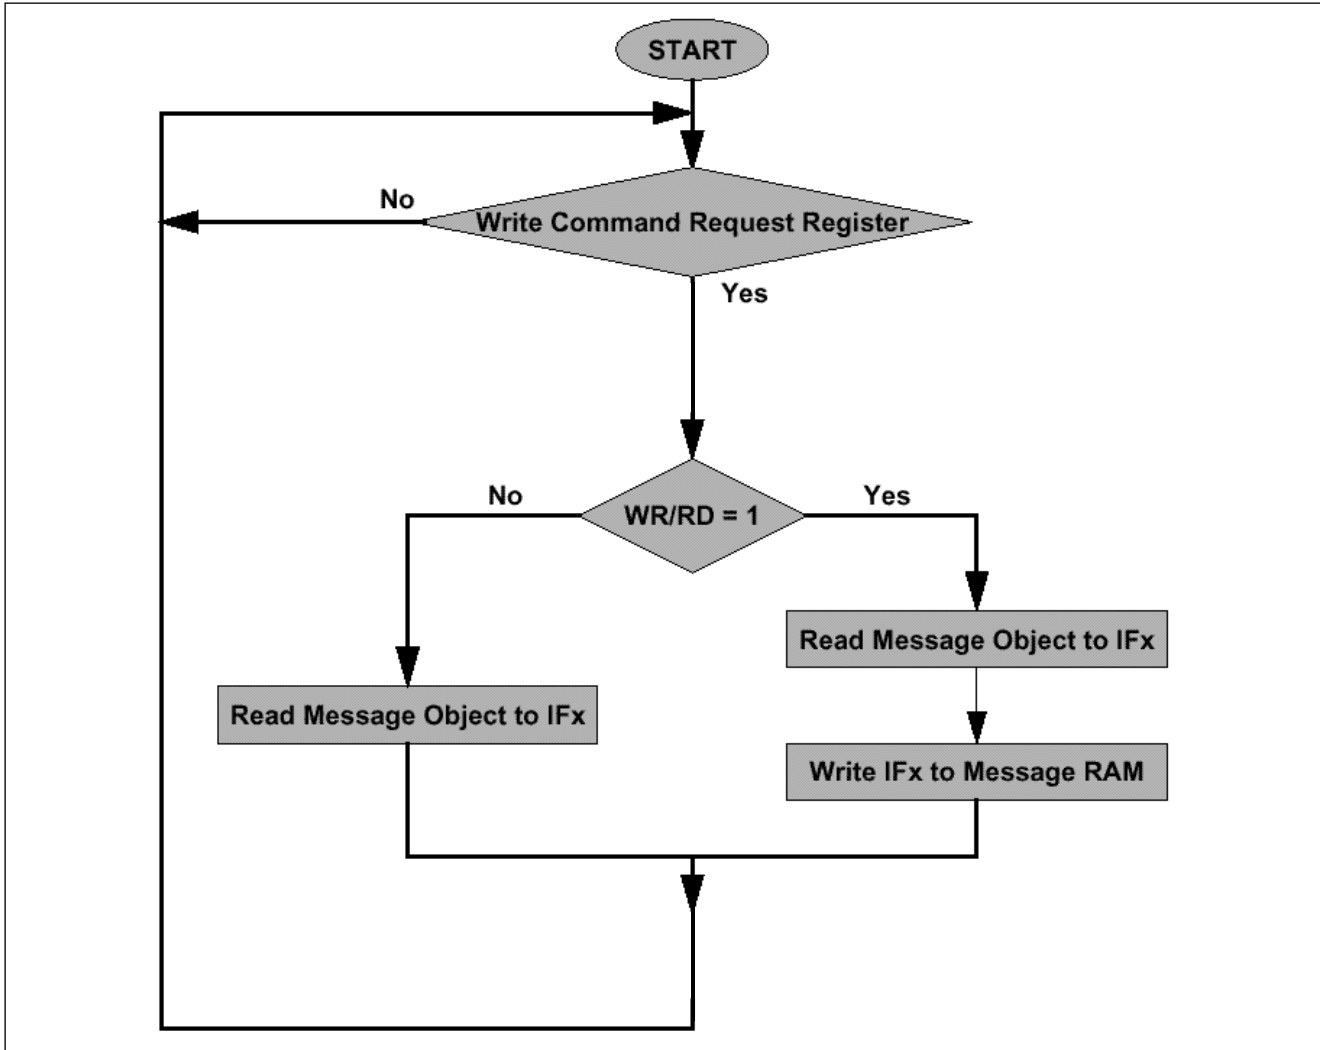 START
No
Write Command Request Register
Yes
No
WR/RD = 1
Yes
Read Message Object to IFx
Read Message Object to IFx
Write IFx to Message RAM